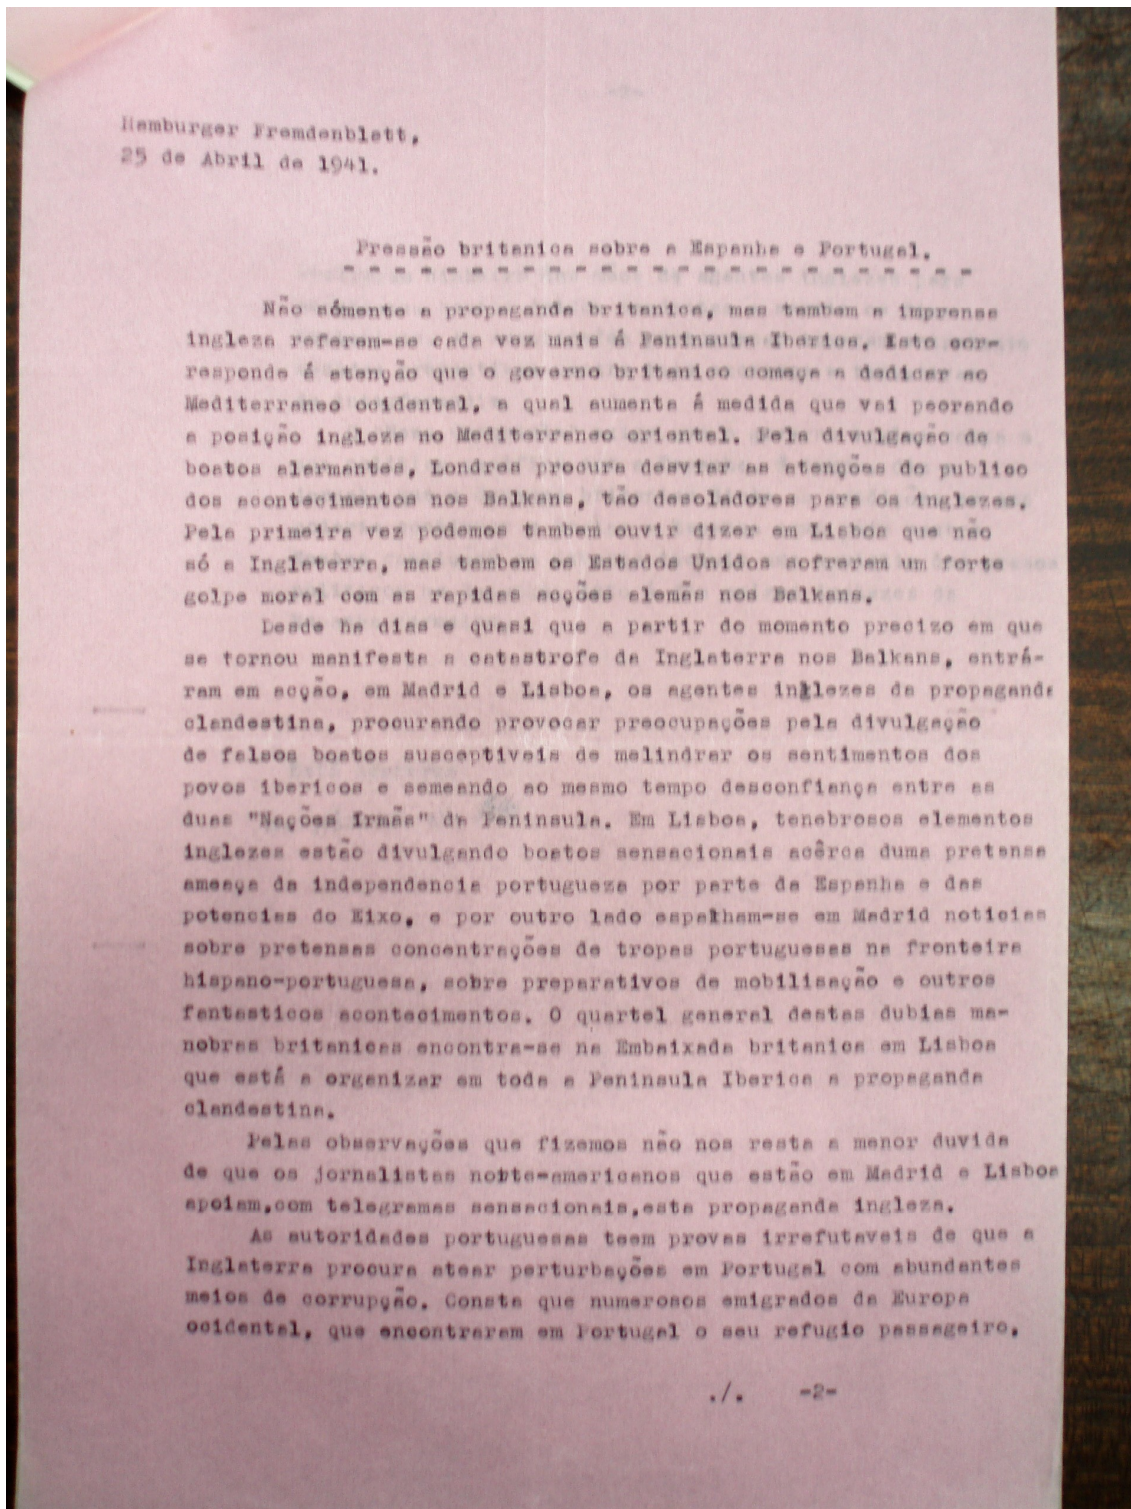 Hamburger Fremdenblatt,
25 de Abril de 1941.
Pressão britanica sobre a Espanha e Portugal.
- - - - - - - - - - - - - - - - - - - - - - - - -
Não sómente a propaganda britanica, mas tambem a imprensa
ingleza referem-se cada vez mais á Peninsula Iberica. Isto cor-
responde á atenção que o governo britanico começa a dedicar ao
Mediterraneo ocidental, a qual aumenta á medida que vai peorando
a posição ingleza no Mediterraneo oriental. Pela divulgação de
boatos alarmantes, Londres procura desviar as atenções do publico
dos acontecimentos nos Balkans, tão desoladores para os inglezes.
Pela primeira vez podemos tambem ouvir dizer em Lisboa que não
só a Inglaterra, mas tambem os Estados Unidos sofreram um forte
golpe moral com as rapidas acções alemãs nos Balkans.
Desde ha dias e quasi que a partir do momento precizo em que
se tornou manifesta a catastrofe da Inglaterra nos Balkans, entrá-
ram em acção, em Madrid e Lisboa, os agentes inglezes da propaganda
clandestina, procurando provocar preocupações pela divulgação
de falsos boatos susceptiveis de melindrar os sentimentos dos
povos ibericos e semeando ao mesmo tempo desconfiança entre as
duas "Nações Irmãs" da Peninsula. Em Lisboa, tenebrosos elementos
inglezes estão divulgando boatos sensacionais acêrca duma pretensa
ameaça da independencia portugueza por parte da Espanha e das
potencias do Eixo, e por outro lado espalham-se em Madrid noticias
sobre pretensas concentrações de tropas portuguesas na fronteira
hispano-portuguesa, sobre preparativos de mobilisação e outros
fantasticos acontecimentos. O quartel general destas dubias ma-
nobras britanicas encontra-se na Embaixada britanica em Lisboa
que está a organizar em toda a Peninsula Iberica a propaganda
clandestina.
Pelas observações que fizemos não nos resta a menor duvida
de que os jornalistas norte-americanos que estão em Madrid e Lisboa
apoiam,com telegramas sensacionais,esta propaganda ingleza.
As autoridades portuguesas teem provas irrefutaveis de que a
Inglaterra procura atear perturbações em Portugal com abundantes
meios de corrupção. Consta que numerosos emigrados da Europa
ocidental, que encontraram em Portugal o seu refugio passageiro,
./. -2-